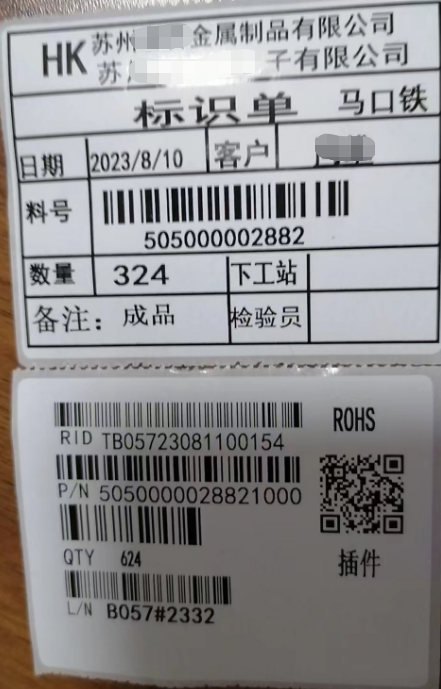 HK 苏州 金属制品有限公司
苏 子有限公司
标识单 马口铁
日期 2023/8/10 客户
料号
505000002882
数量 324 下工站
备注：成品 检验员
ROHS
RID TB05723081100154
P/N 5050000028821000
QTY 624
插件
L/N B057#2332